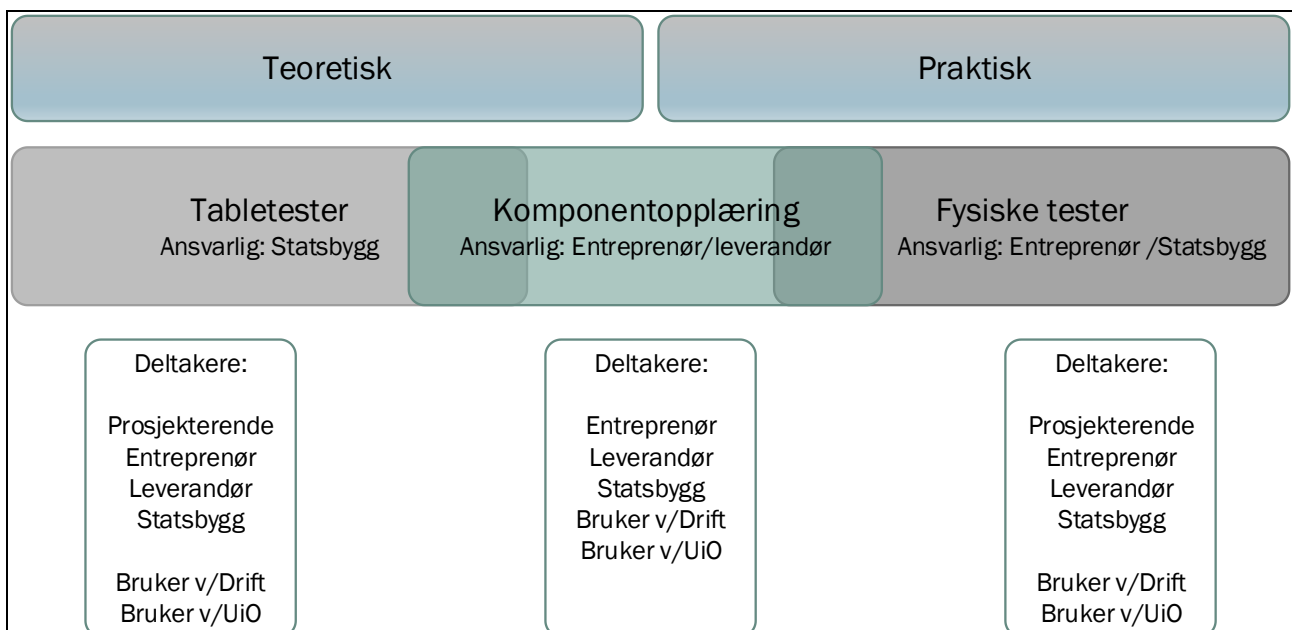 Teoretisk
Praktisk
Tabletester
Ansvarlig: Statsbygg
Komponentopplæring
Ansvarlig: Entreprenør/leverandør
Fysiske tester
Ansvarlig: Entreprenør /Statsbygg
Deltakere:
Prosjekterende
Entreprenør
Leverandør
Statsbygg
Bruker v/Drift
Bruker v/UiO
Deltakere:
Entreprenør
Leverandør
Statsbygg
Bruker v/Drift
Bruker v/UiO
Deltakere:
Prosjekterende
Entreprenør
Leverandør
Statsbygg
Bruker v/Drift
Bruker v/UiO